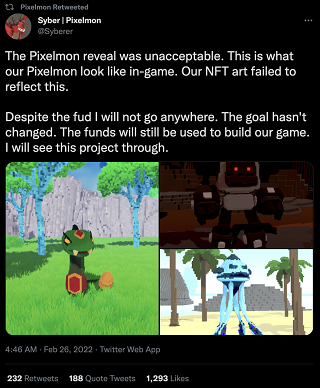 Pixelmon Retweeted
Syber | Pixelmon
@Syberer
The Pixelmon reveal was unacceptable. This is what
our Pixelmon look like in-game. Our NFT art failed to
reflect this.
Despite the fud I will not go anywhere. The goal hasn't
changed. The funds will still be used to build our game.
I will see this project through.
4:46 AM · Feb 26, 2022 · Twitter Web App
232 Retweets 188 Quote Tweets 1,293 Likes